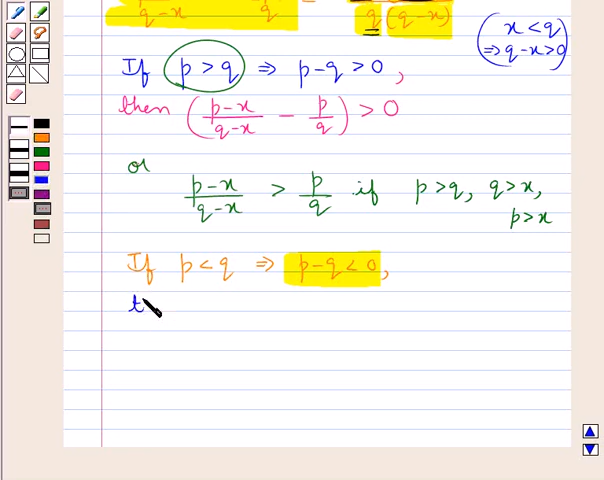 q-x q = q (q-x)
(x < q
⇒ q-x>0)
If p > q ⇒ p-q > 0,
then (p-x/q-x - p/q) > 0
or
p-x/q-x > p/q if p > q, q > x,
p > x
If p < q ⇒ p-q < 0,
t